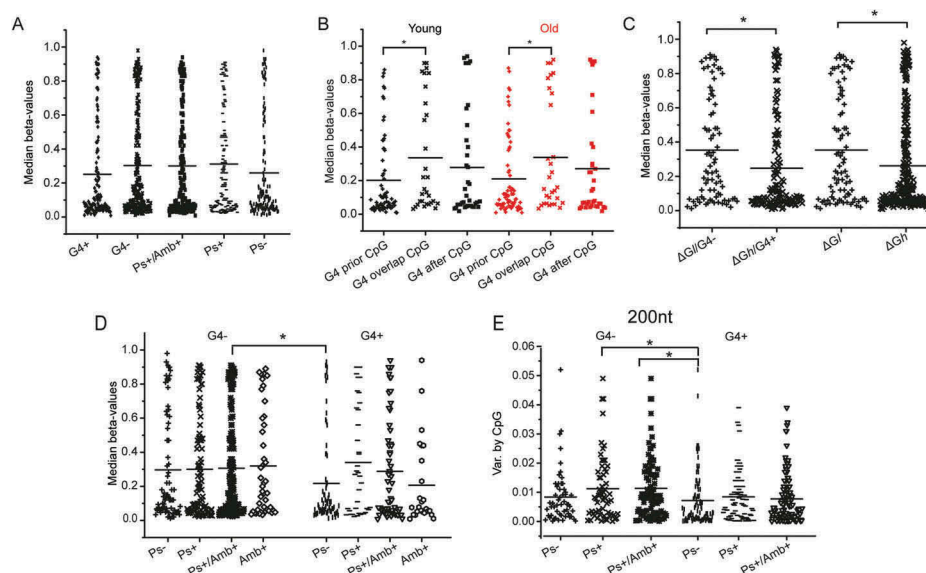 A
Median beta-values
1.0
0.8
0.6
0.4
0.2
0.0
G4+
G4-
Ps+/Amb+
Ps+
Ps-
B
Young
Old
*
*
Median beta-values
1.0
0.8
0.6
0.4
0.2
0.0
G4 prior CpG
G4 overlap CpG
G4 after CpG
G4 prior CpG
G4 overlap CpG
G4 after CpG
C
*
*
Median beta-values
1.0
0.8
0.6
0.4
0.2
0.0
ΔGl/G4-
ΔGh/G4+
ΔGl
ΔGh
D
G4-
*
G4+
Median beta-values
1.0
0.8
0.6
0.4
0.2
0.0
Ps-
Ps+
Ps+/Amb+
Amb+
Ps-
Ps+
Ps+/Amb+
Amb+
E
200nt
G4-
*
*
G4+
Var. by CpG
0.06
0.05
0.04
0.03
0.02
0.01
0.00
Ps-
Ps+
Ps+/Amb+
Ps-
Ps+
Ps+/Amb+